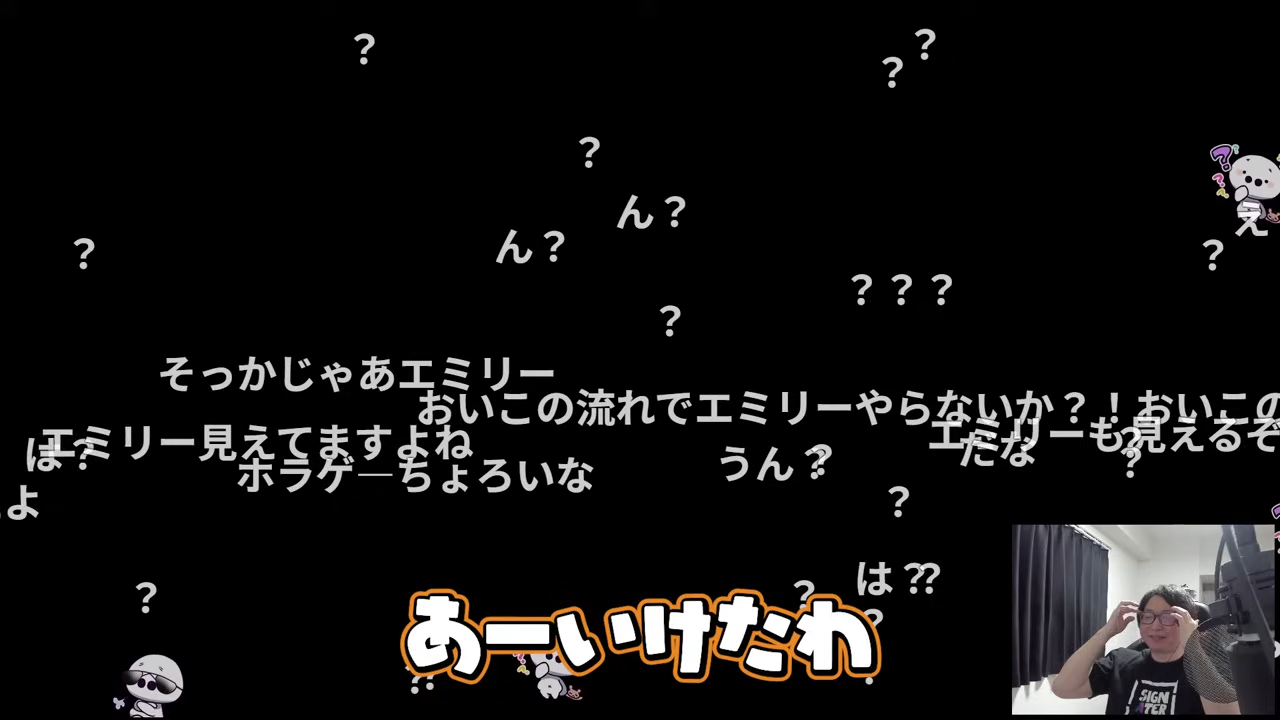 ？
？
？
？
ん？
ん？
？
え
？
？？？
？
そっかじゃあエミリー
おいこの流れでエミリーやらないか？！おいこの
エミリー見えてますよね
エミリーも見えるぞ
は？
だな
？
うん？
？
？
ホラゲ―ちょろいな
よ
？
は？
？？
？
？
？
あーいけたわ
SIGN